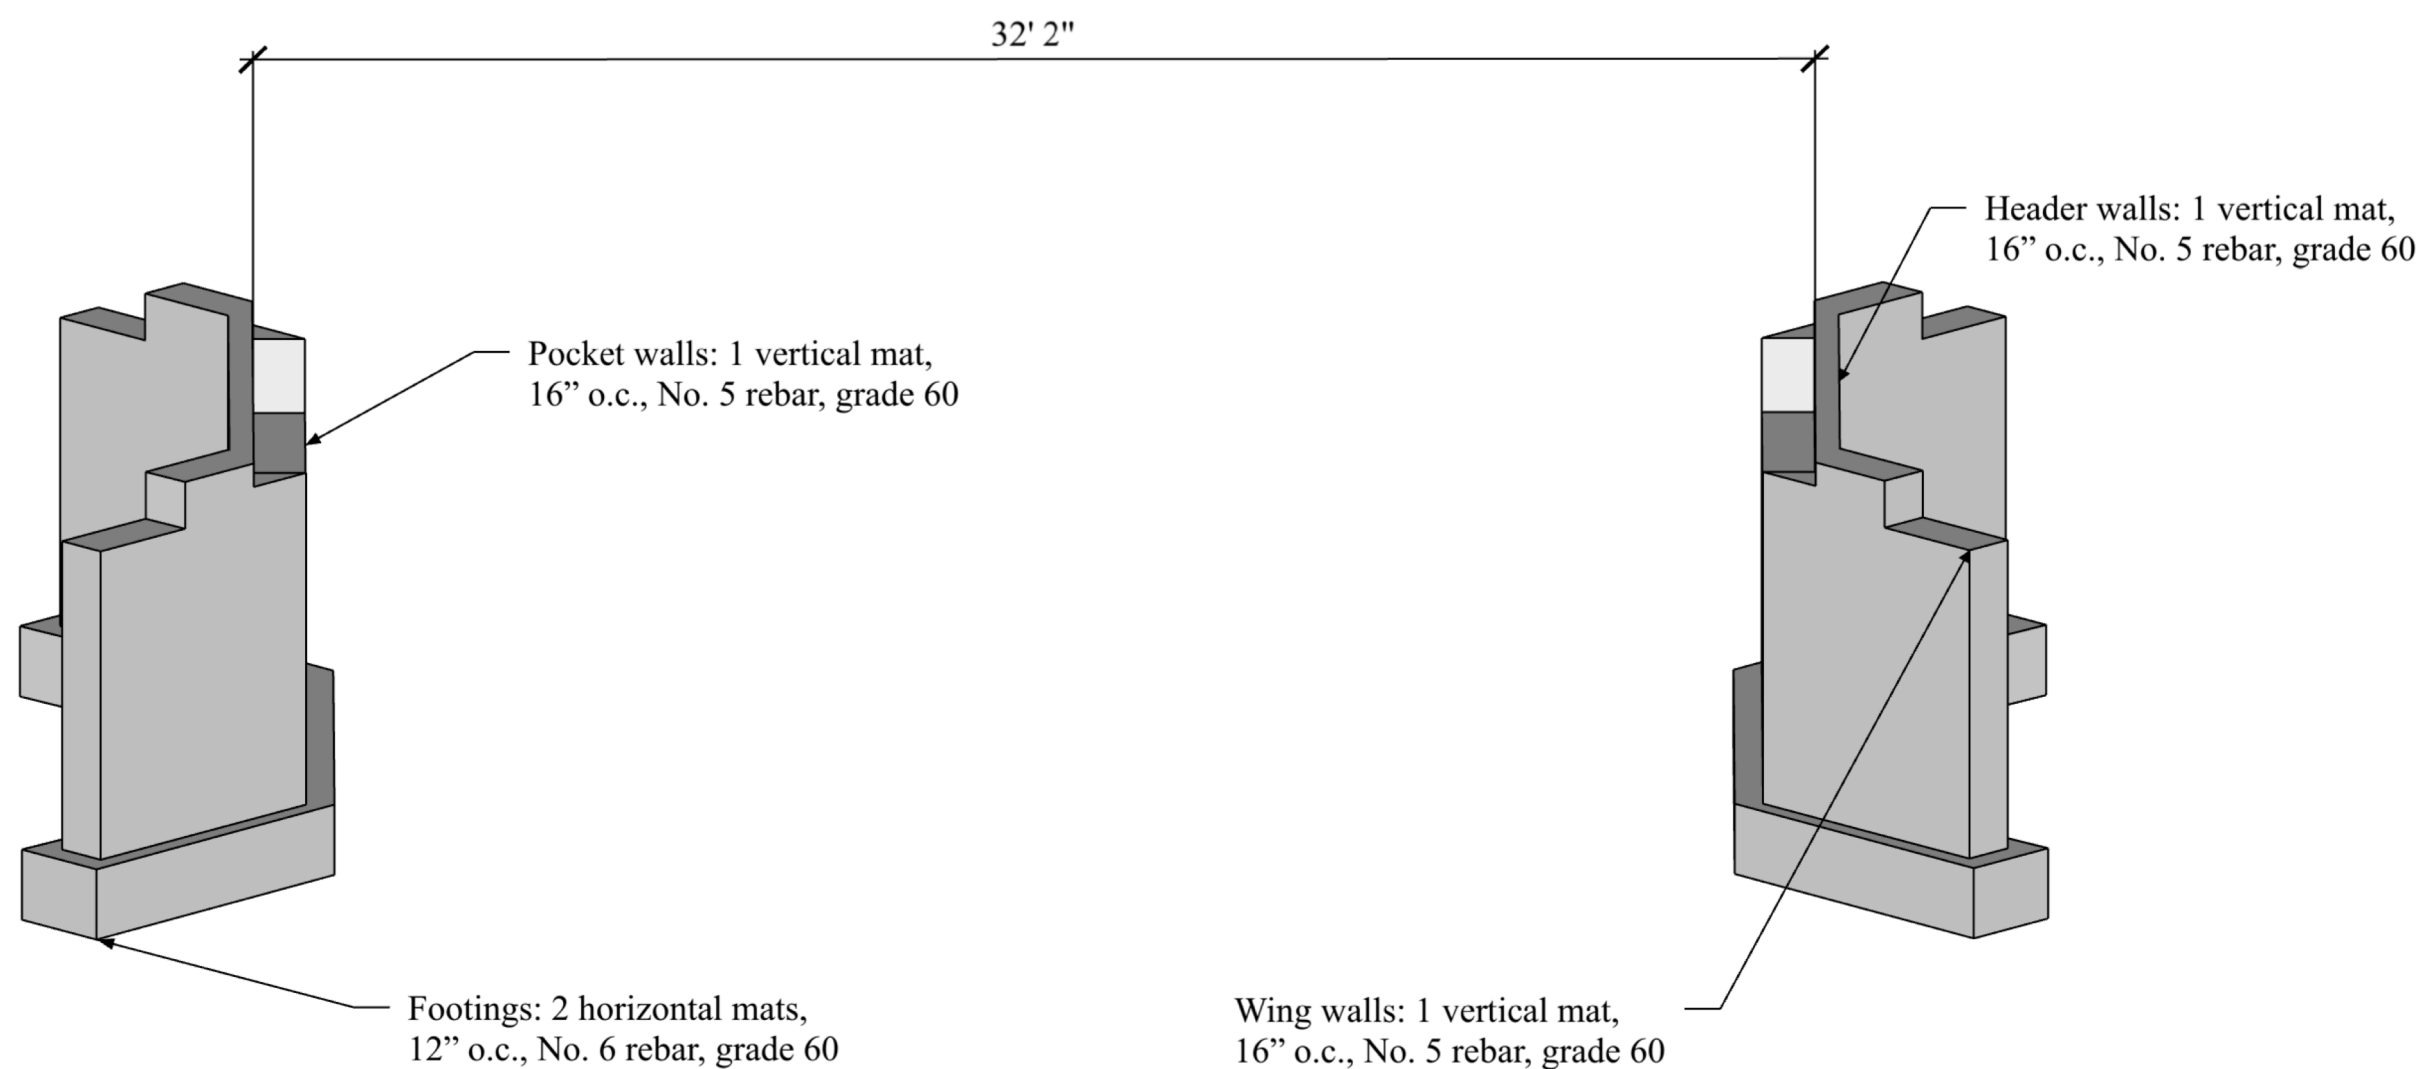 32' 2"
Header walls: 1 vertical mat,
16” o.c., No. 5 rebar, grade 60
Pocket walls: 1 vertical mat,
16” o.c., No. 5 rebar, grade 60
Footings: 2 horizontal mats,
12” o.c., No. 6 rebar, grade 60
Wing walls: 1 vertical mat,
16” o.c., No. 5 rebar, grade 60